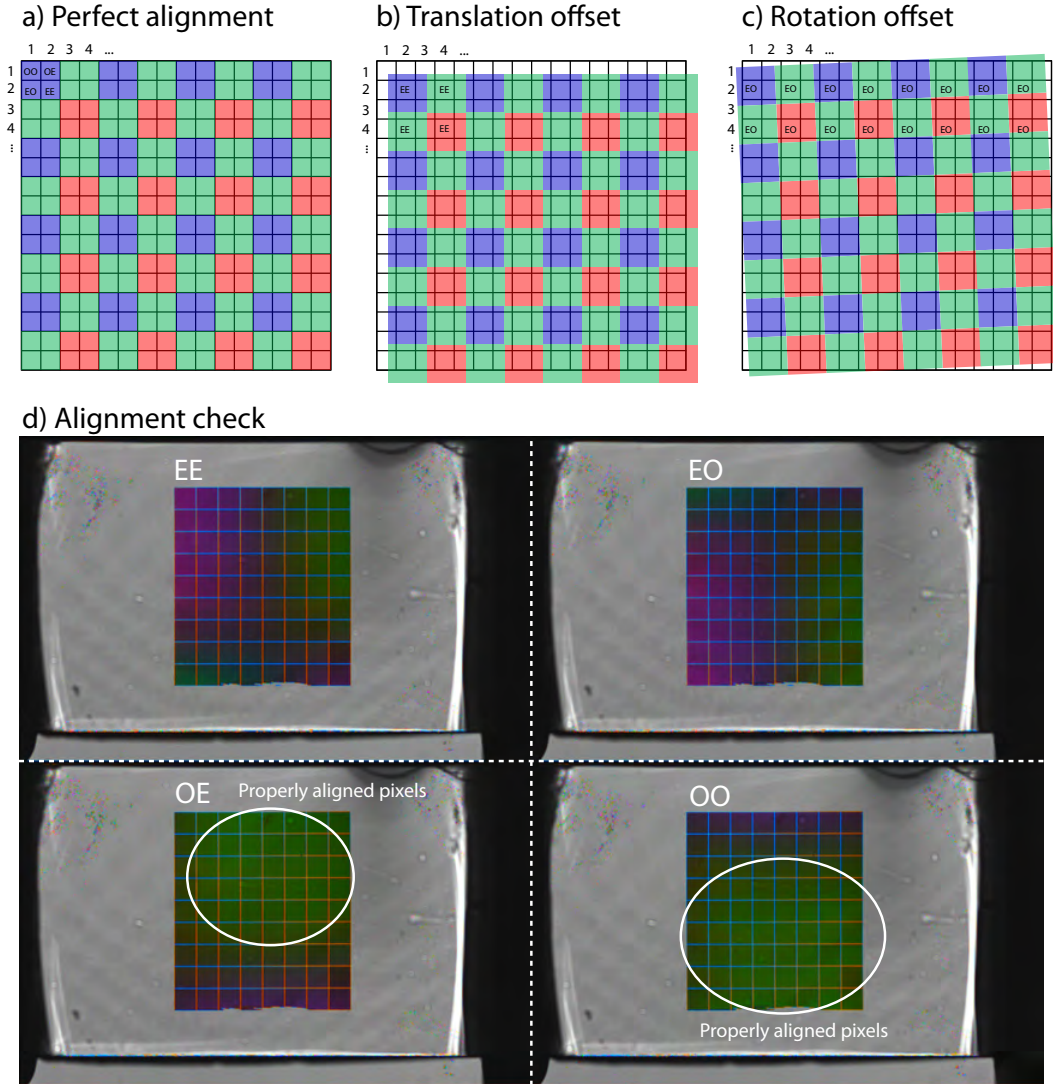 a) Perfect alignment
b) Translation offset
c) Rotation offset
1 2 3 4 ...
1 2 3 4 ...
1 2 3 4 ...
1
2
3
4
...
OO OE
EO EE
1
2
3
4
...
EE EE
EE EE
1
2
3
4
...
EO EO EO EO EO EO EO EO
EO EO EO EO EO EO EO EO
d) Alignment check
EE
EO
OE
Properly aligned pixels
OO
Properly aligned pixels